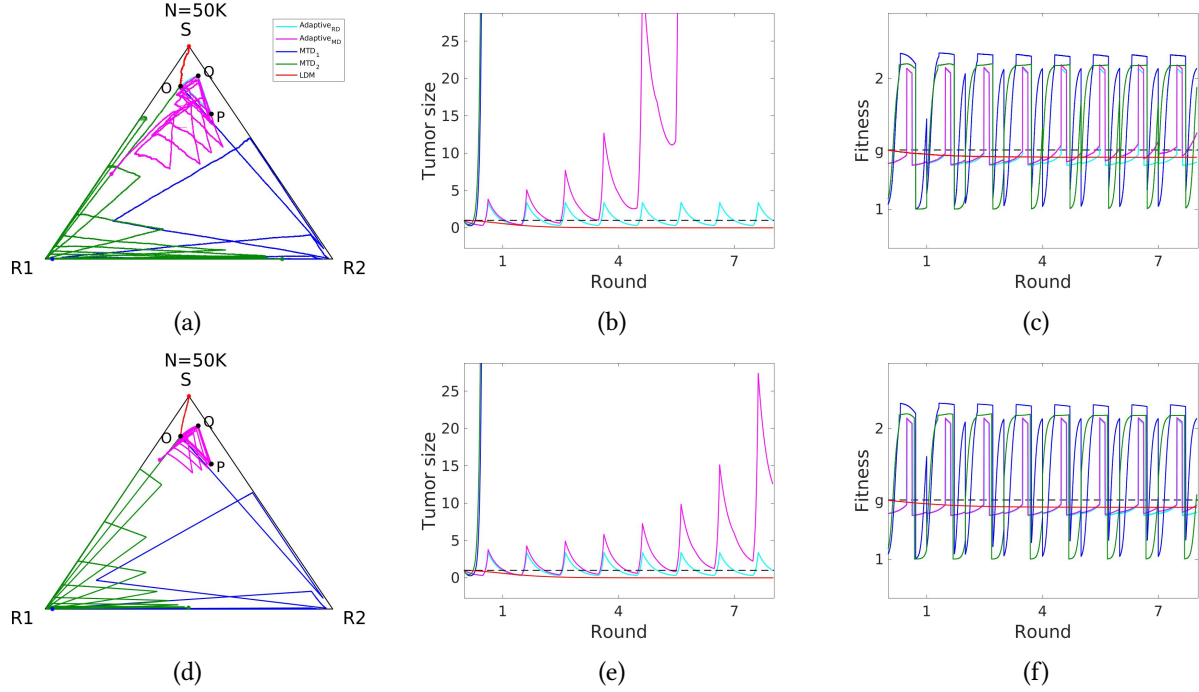 N=50K
S
Q
O
P
R1
R2
Adaptive_RD
Adaptive_MD
MTD_1
MTD_2
LDM
(a)
Tumor size
25
20
15
10
5
0
1
4
7
Round
(b)
Fitness
2
g
1
1
4
7
Round
(c)
N=50K
S
Q
O
P
R1
R2
(d)
Tumor size
25
20
15
10
5
0
1
4
7
Round
(e)
Fitness
2
g
1
1
4
7
Round
(f)